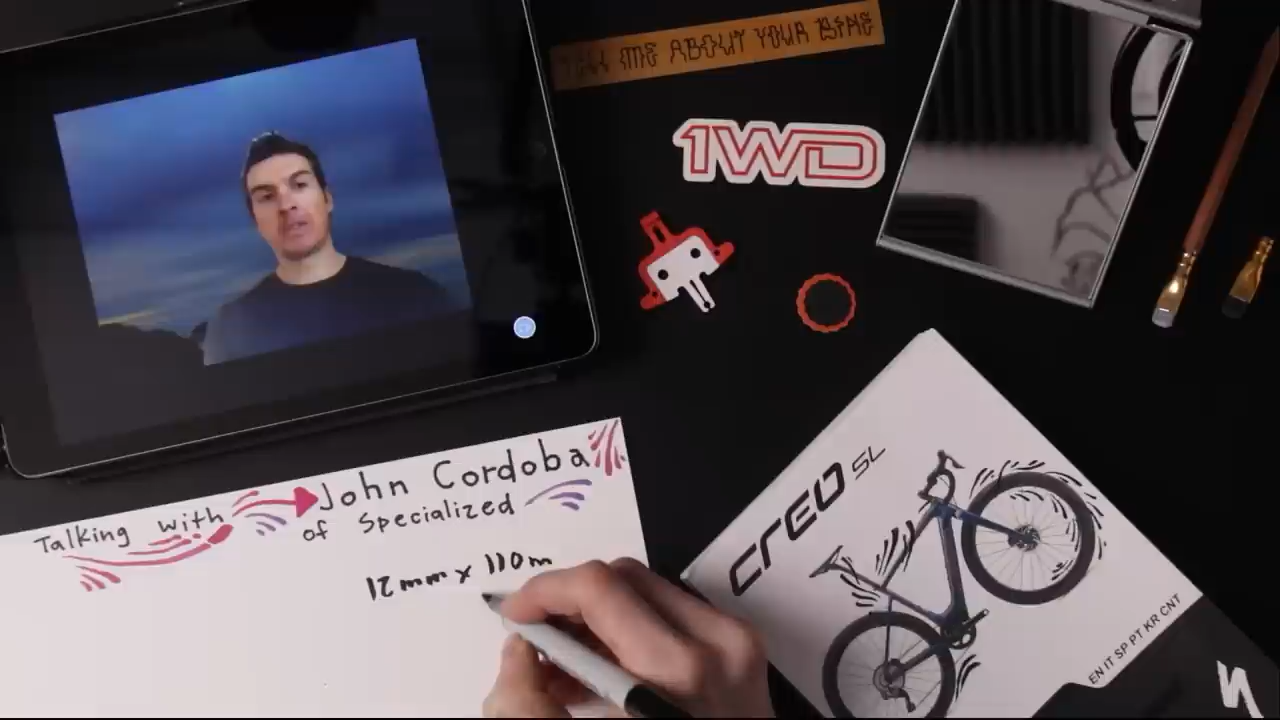 TELL ME ABOUT YOUR BIKE
1WD
Talking with John Cordoba
of Specialized
12mm x 110m
CREO SL
EN IT SP PT KR CNT